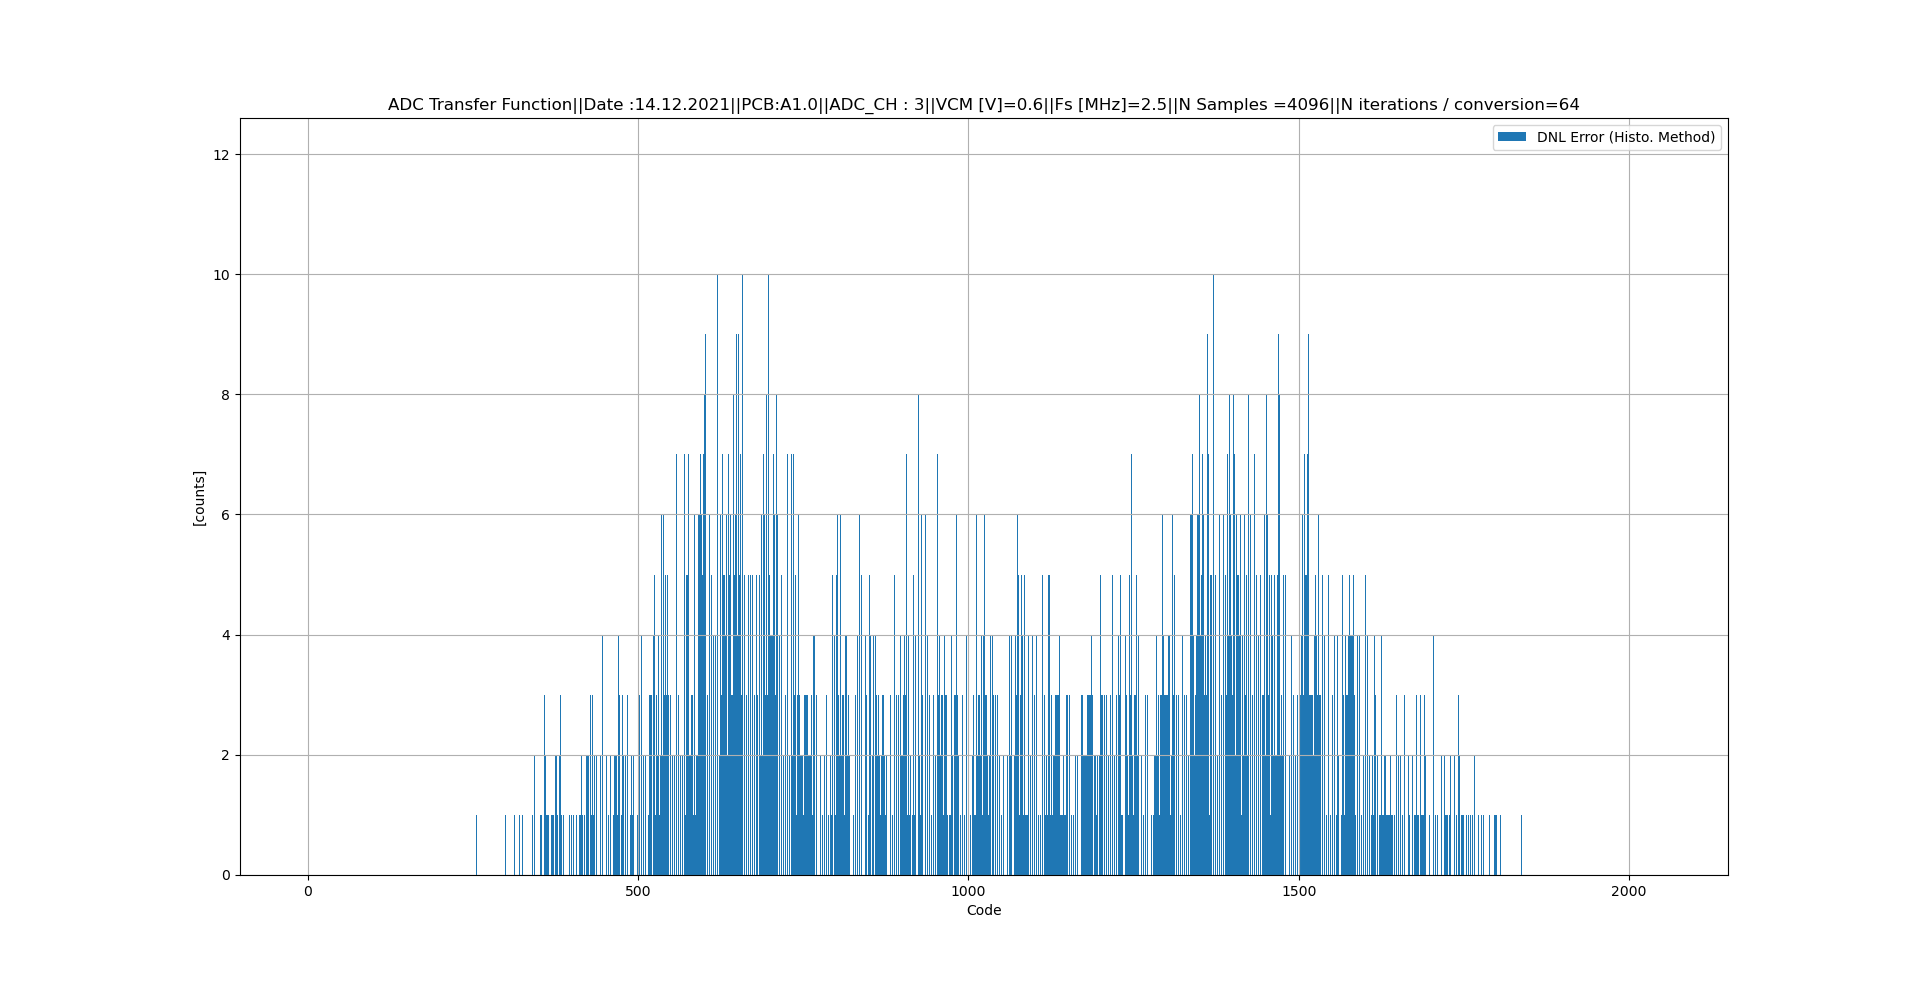 ADC Transfer Function||Date :14.12.2021||PCB:A1.0||ADC_CH : 3||VCM [V]=0.6||Fs [MHz]=2.5||N Samples =4096||N iterations / conversion=64
DNL Error (Histo. Method)
12
10
8
6
4
2
0
[counts]
0 500 1000 1500 2000
Code